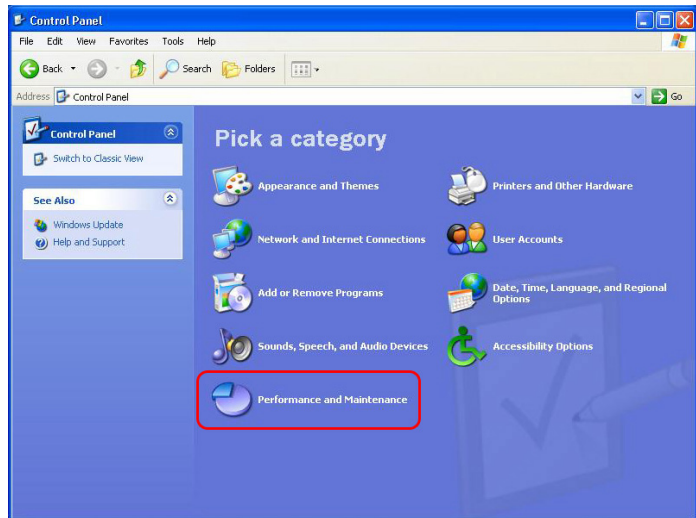 Control Panel
File Edit View Favorites Tools Help
Back Search Folders
Address Control Panel Go
Control Panel
Switch to Classic View
See Also
Windows Update
Help and Support
Pick a category
Appearance and Themes
Printers and Other Hardware
Network and Internet Connections
User Accounts
Add or Remove Programs
Date, Time, Language, and Regional
Options
Sounds, Speech, and Audio Devices
Accessibility Options
Performance and Maintenance